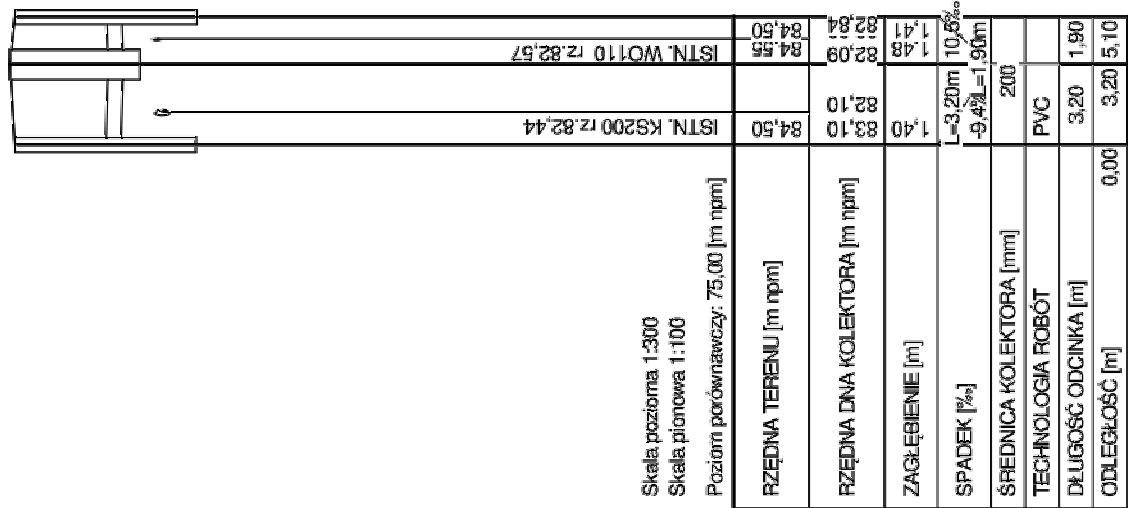 Skala pozioma 1:300
Skala pionowa 1:100
Poziom porównawczy: 75,00 [m npm]
ISTN. KS200 rz.82,44
ISTN. WO110 rz.82,57
RZĘDNA TERENU [m npm] 84,50 84.55 84,50
RZĘDNA DNA KOLEKTORA [m npm] 83,10 82,10 82,09 82,84
ZAGŁĘBIENIE [m] 1,40 1.48 1,41
SPADEK [‰] L=3,20m -9,4‰ 10,5‰ L=1,90m
ŚREDNICA KOLEKTORA [mm] 200
TECHNOLOGIA ROBÓT PVC
DŁUGOŚĆ ODCINKA [m] 3,20 1,90
ODLEGŁOŚĆ [m] 0,00 3,20 5,10